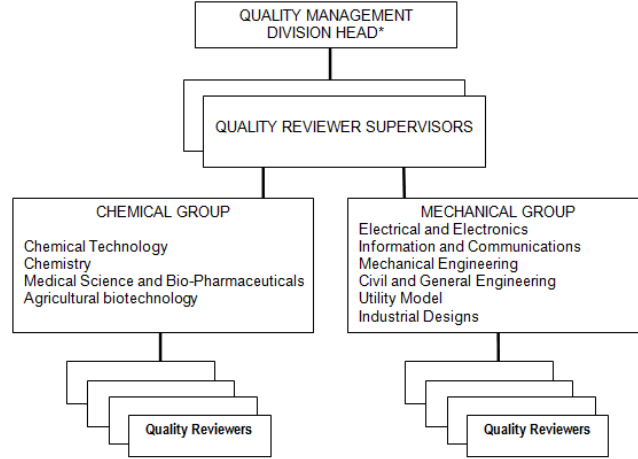 QUALITY MANAGEMENT
DIVISION HEAD*
QUALITY REVIEWER SUPERVISORS
CHEMICAL GROUP
Chemical Technology
Chemistry
Medical Science and Bio-Pharmaceuticals
Agricultural biotechnology
MECHANICAL GROUP
Electrical and Electronics
Information and Communications
Mechanical Engineering
Civil and General Engineering
Utility Model
Industrial Designs
Quality Reviewers
Quality Reviewers